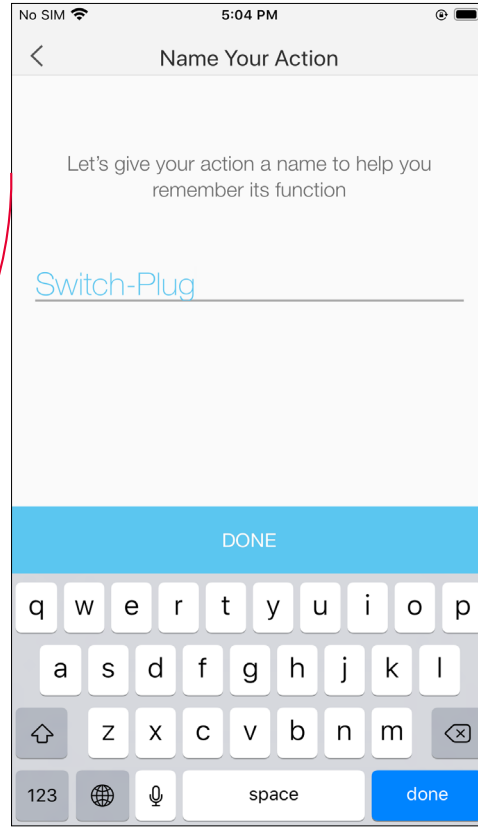 No SIM 5:04 PM
Name Your Action
Let’s give your action a name to help you
remember its function
Switch-Plug
DONE
q w e r t y u i o p
a s d f g h j k l
z x c v b n m
123 space done